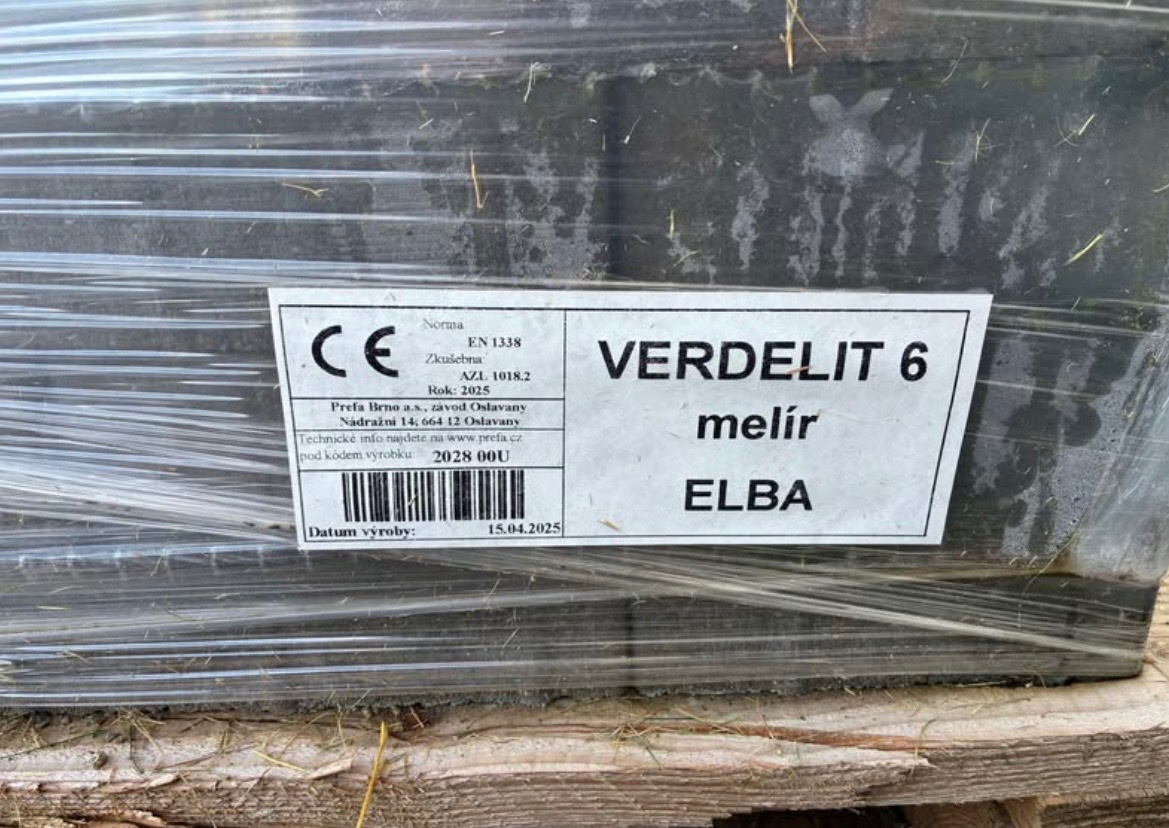 CE
Norma
EN 1338
Zkušebna:
AZL 1018.2
Rok: 2025
Prefa Brno a.s., závod Oslavany
Nádražní 14, 664 12 Oslavany
Technické info najdete na www.prefa.cz
pod kódem výrobku: 2028 00U
Datum výroby: 15.04.2025
VERDELIT 6
melír
ELBA